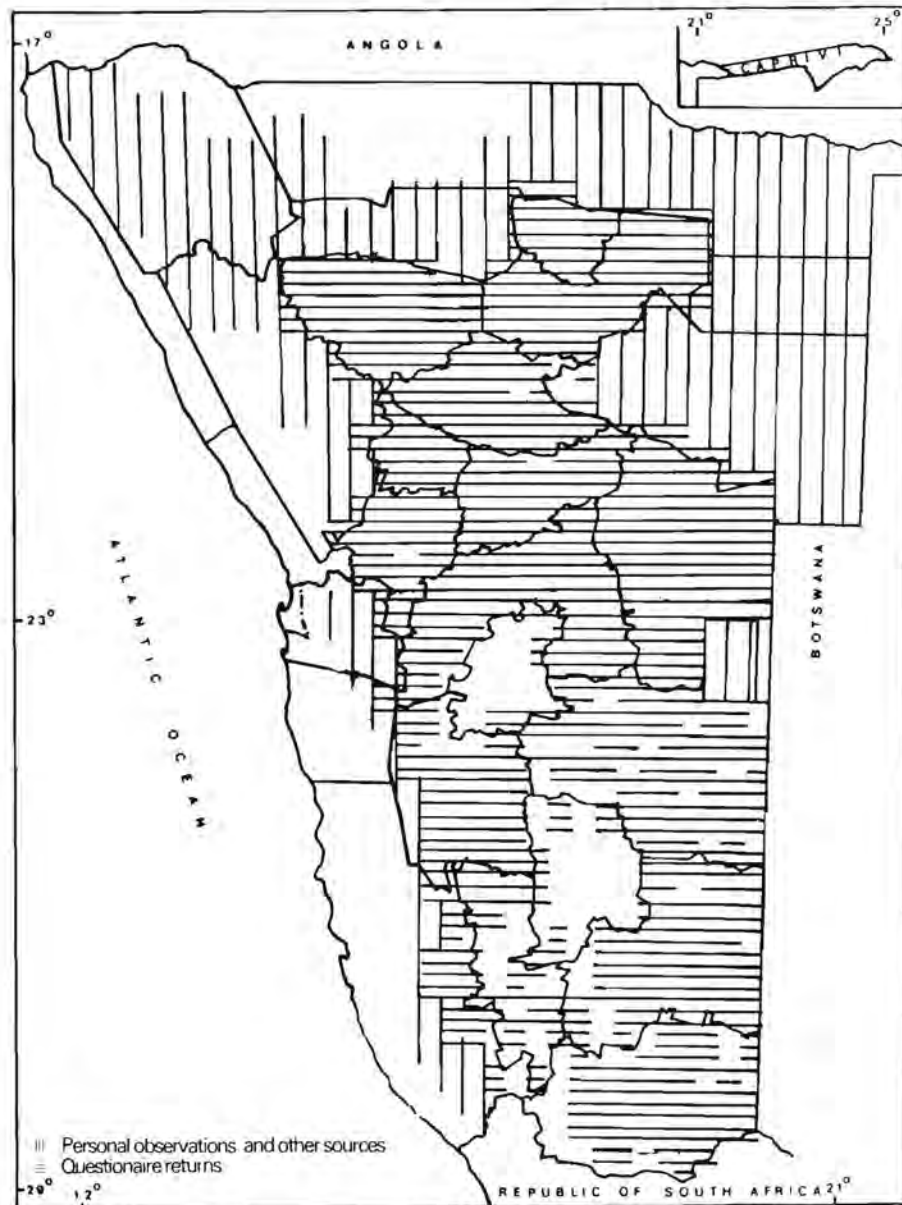 21° 25°
17°
ANGOLA
CAPRIVI
ATLANTIC OCEAN
23°
BOTSWANA
Personal observations and other sources
Questionaire returns
29° 12°
REPUBLIC OF SOUTH AFRICA 21°